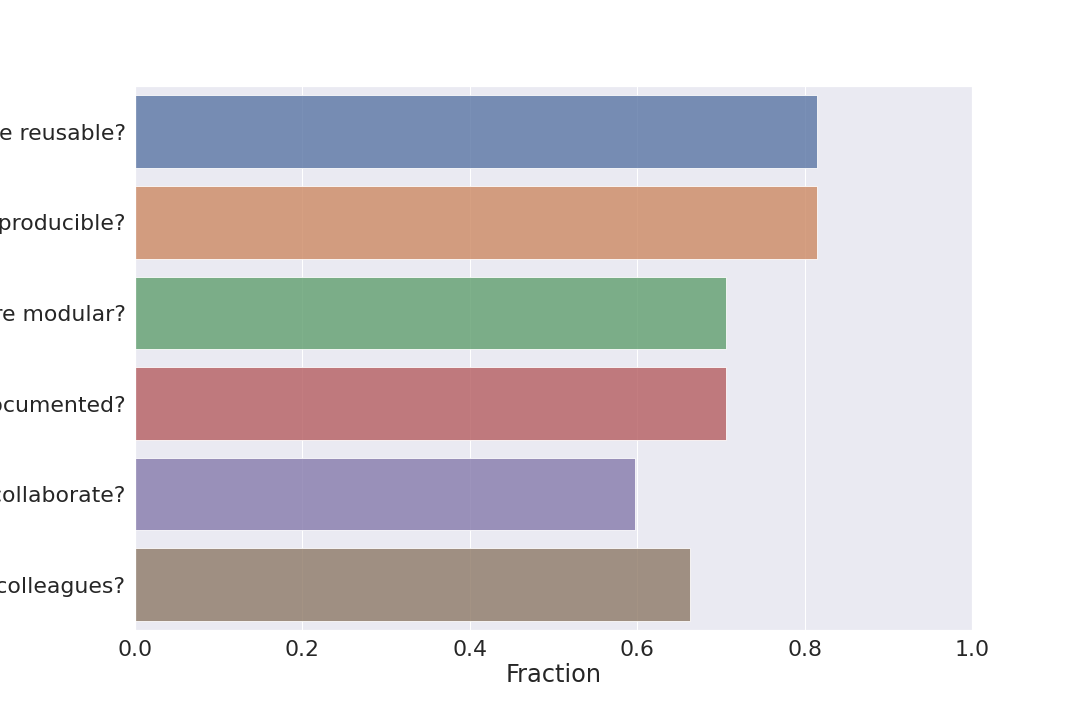 e reusable?
producible?
re modular?
ocumented?
collaborate?
colleagues?
0.0 0.2 0.4 0.6 0.8 1.0
Fraction